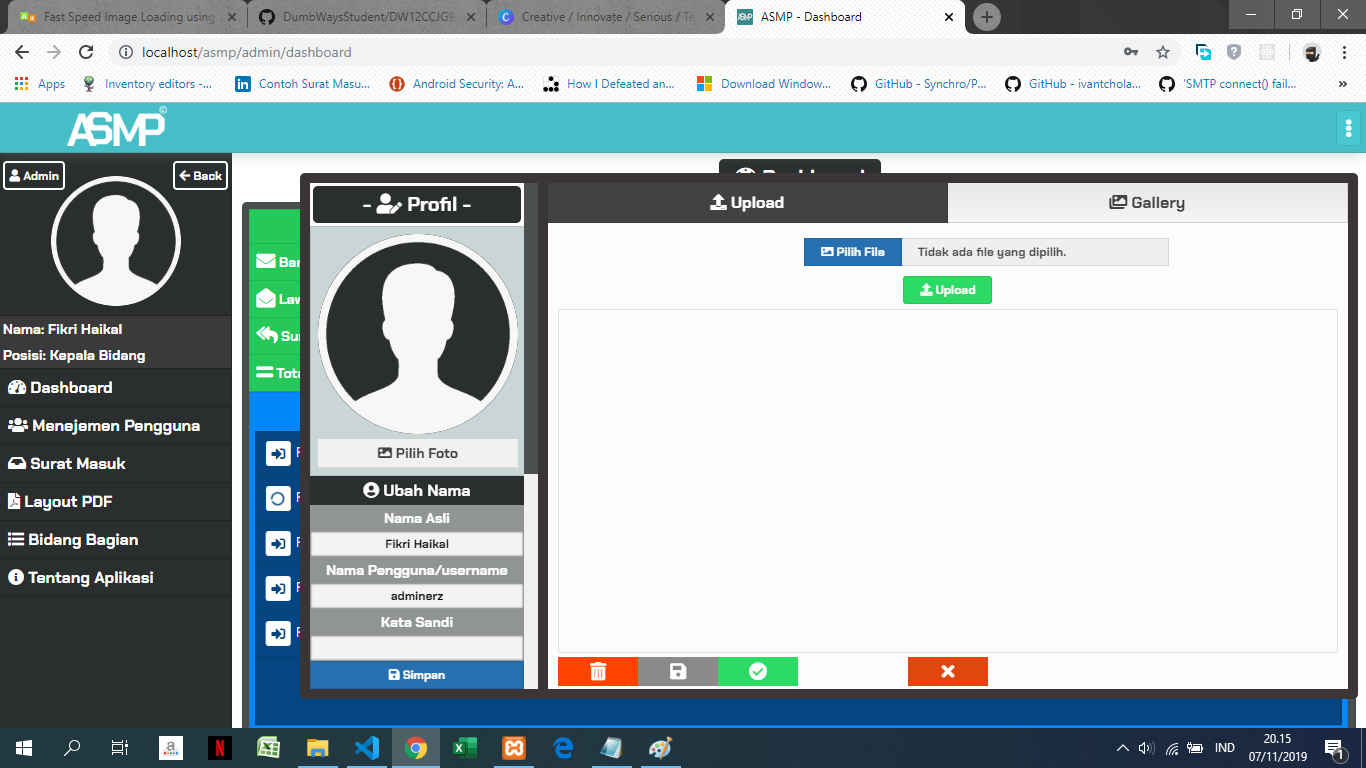 Fast Speed Image Loading using
DumbWaysStudent/DW12CCJG9
Creative / Innovate / Serious / Te
ASMP - Dashboard
localhost/asmp/admin/dashboard
Apps
Inventory editors -...
Contoh Surat Masu...
Android Security: A...
How I Defeated an...
Download Window...
GitHub - Synchro/P...
GitHub - ivantchola...
'SMTP connect() fail...
»
ASMP©
Admin
Back
Nama: Fikri Haikal
Posisi: Kepala Bidang
Dashboard
Menejemen Pengguna
Surat Masuk
Layout PDF
Bidang Bagian
Tentang Aplikasi
- Profil -
Pilih Foto
Ubah Nama
Nama Asli
Fikri Haikal
Nama Pengguna/username
adminerz
Kata Sandi
Simpan
Upload
Gallery
Pilih File
Tidak ada file yang dipilih.
Upload
IND
20.15
07/11/2019
1